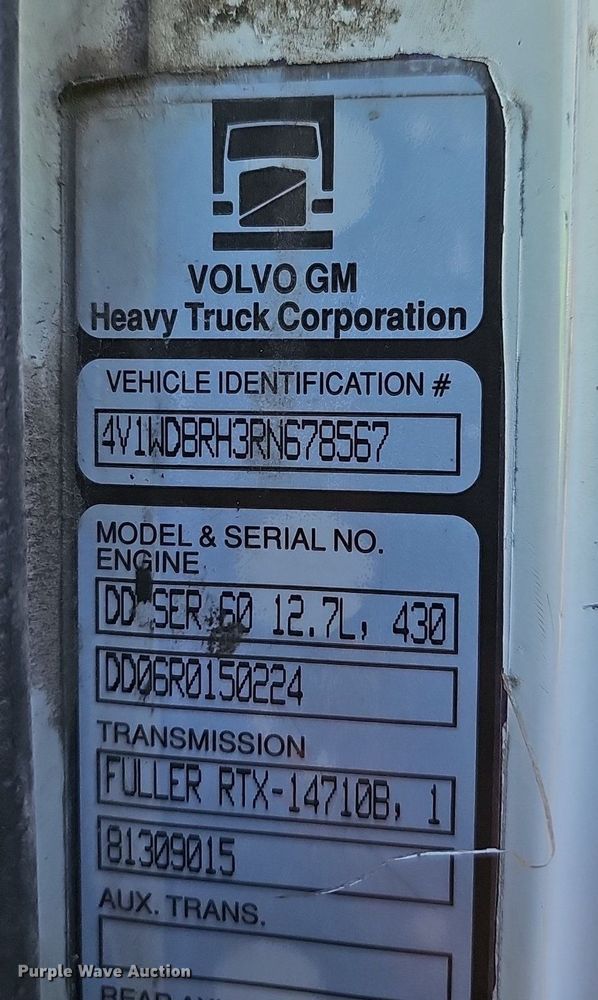 VOLVO GM
Heavy Truck Corporation
VEHICLE IDENTIFICATION #
4V1WDBRH3RN678567
MODEL & SERIAL NO.
ENGINE
DD SER 60 12.7L, 430
DD06R0150224
TRANSMISSION
FULLER RTX-14710B, 1
81309015
AUX. TRANS.
REAR
Purple Wave Auction